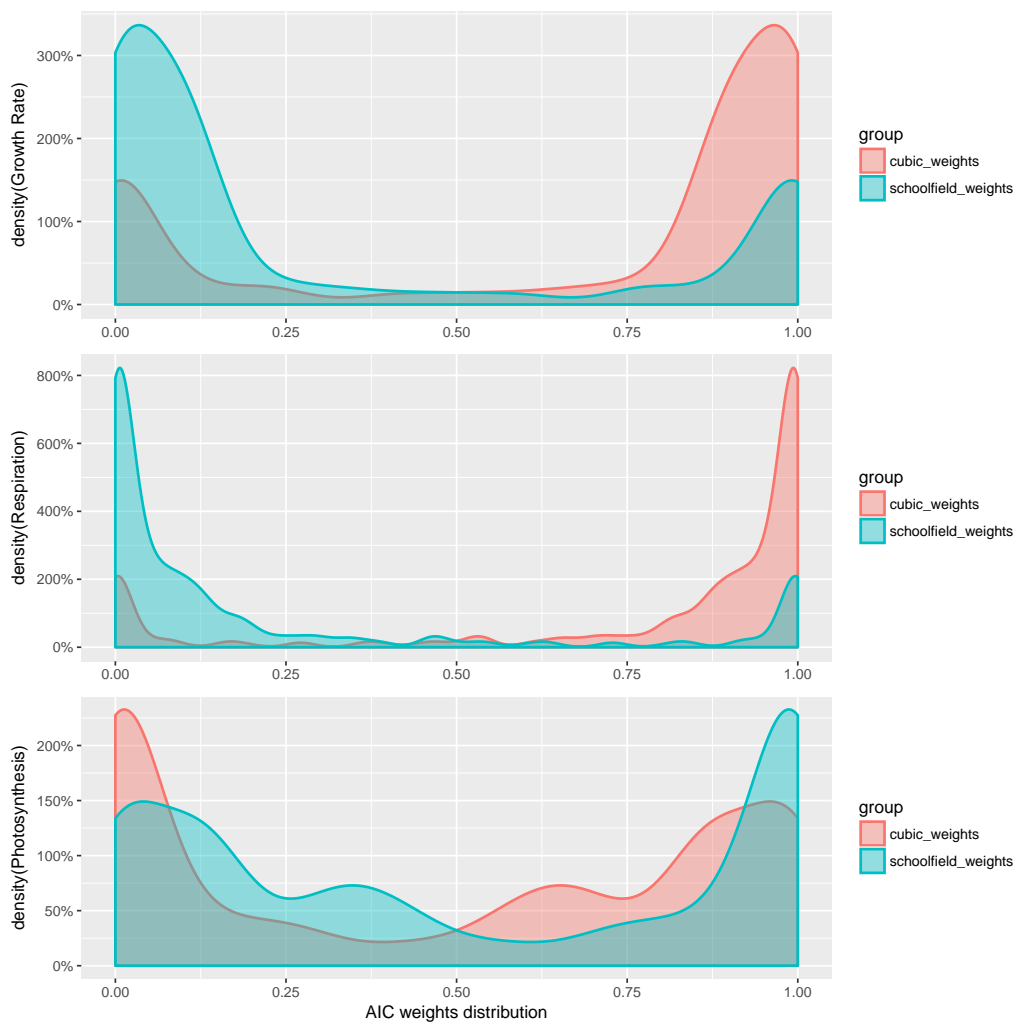 density(Growth Rate)
300%
200%
100%
0%
0.00 0.25 0.50 0.75 1.00
group
cubic_weights
schoolfield_weights
density(Respiration)
800%
600%
400%
200%
0%
0.00 0.25 0.50 0.75 1.00
group
cubic_weights
schoolfield_weights
density(Photosynthesis)
200%
150%
100%
50%
0%
0.00 0.25 0.50 0.75 1.00
AIC weights distribution
group
cubic_weights
schoolfield_weights